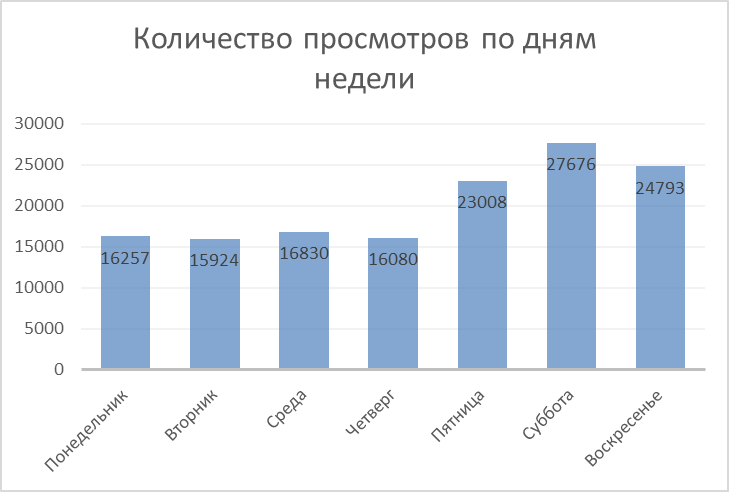 Количество просмотров по дням
недели
30000
25000
20000
15000
10000
5000
0
16257
15924
16830
16080
23008
27676
24793
Понедельник
Вторник
Среда
Четверг
Пятница
Суббота
Воскресенье